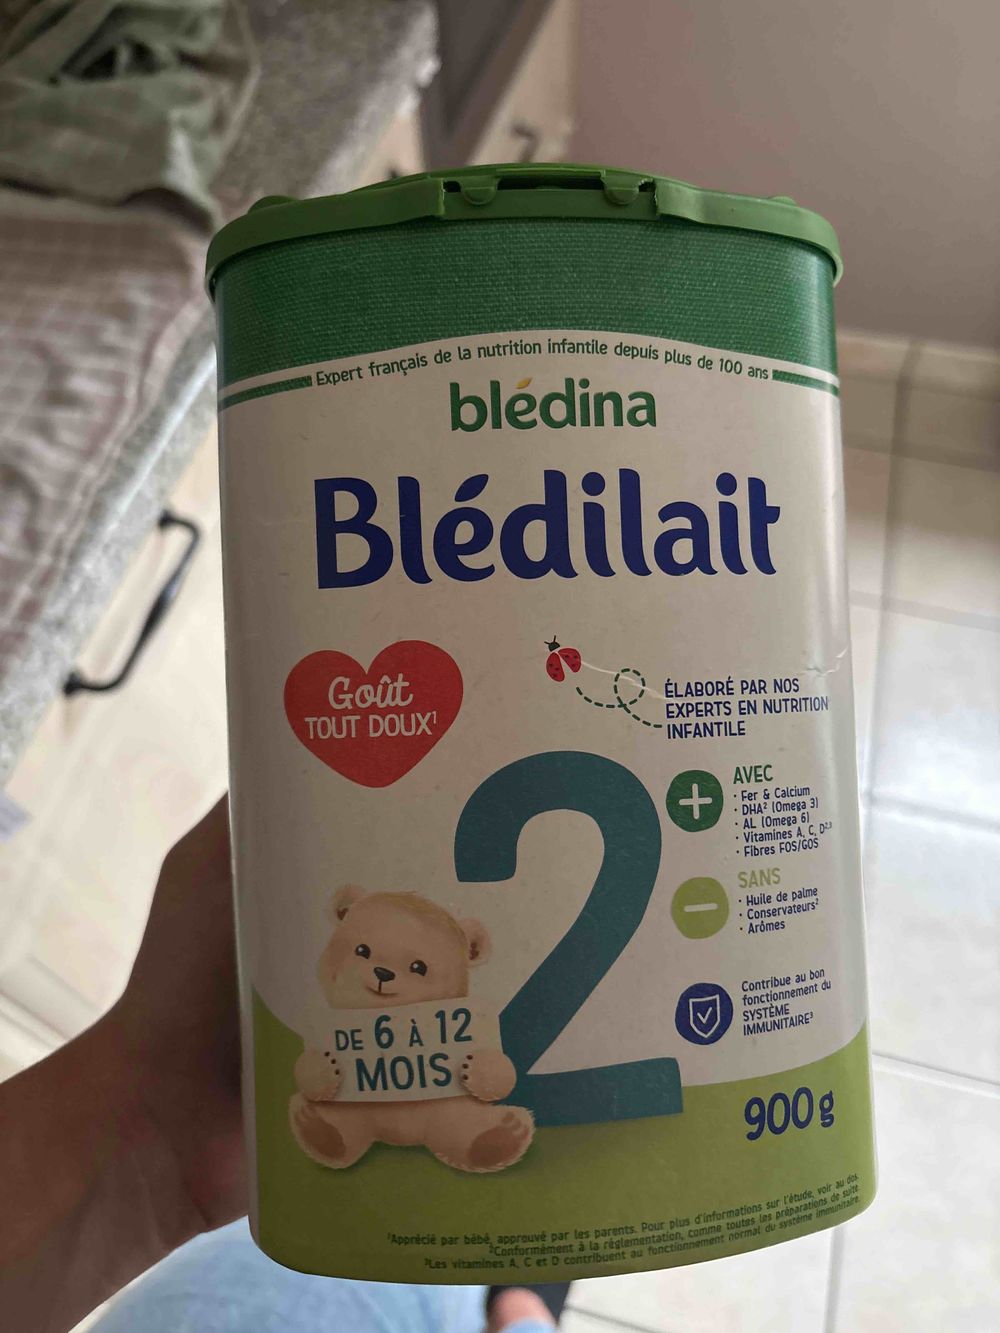 Expert français de la nutrition infantile depuis plus de 100 ans
blédina
Blédilait
Goût
TOUT DOUX¹
ÉLABORÉ PAR NOS
EXPERTS EN NUTRITION
INFANTILE
2
AVEC
· Fer & Calcium
· DHA² (Omega 3)
· AL (Omega 6)
· Vitamines A, C, D²,³
· Fibres FOS/GOS
SANS
· Huile de palme
· Conservateurs²
· Arômes
DE 6 À 12
MOIS
Contribue au bon
fonctionnement du
SYSTÈME
IMMUNITAIRE³
900 g
¹Apprécié par bébé, approuvé par les parents. Pour plus d'informations sur l'étude, voir au dos.
²Conformément à la réglementation, comme toutes les préparations de suite.
³Les vitamines A, C et D contribuent au fonctionnement normal du système immunitaire.